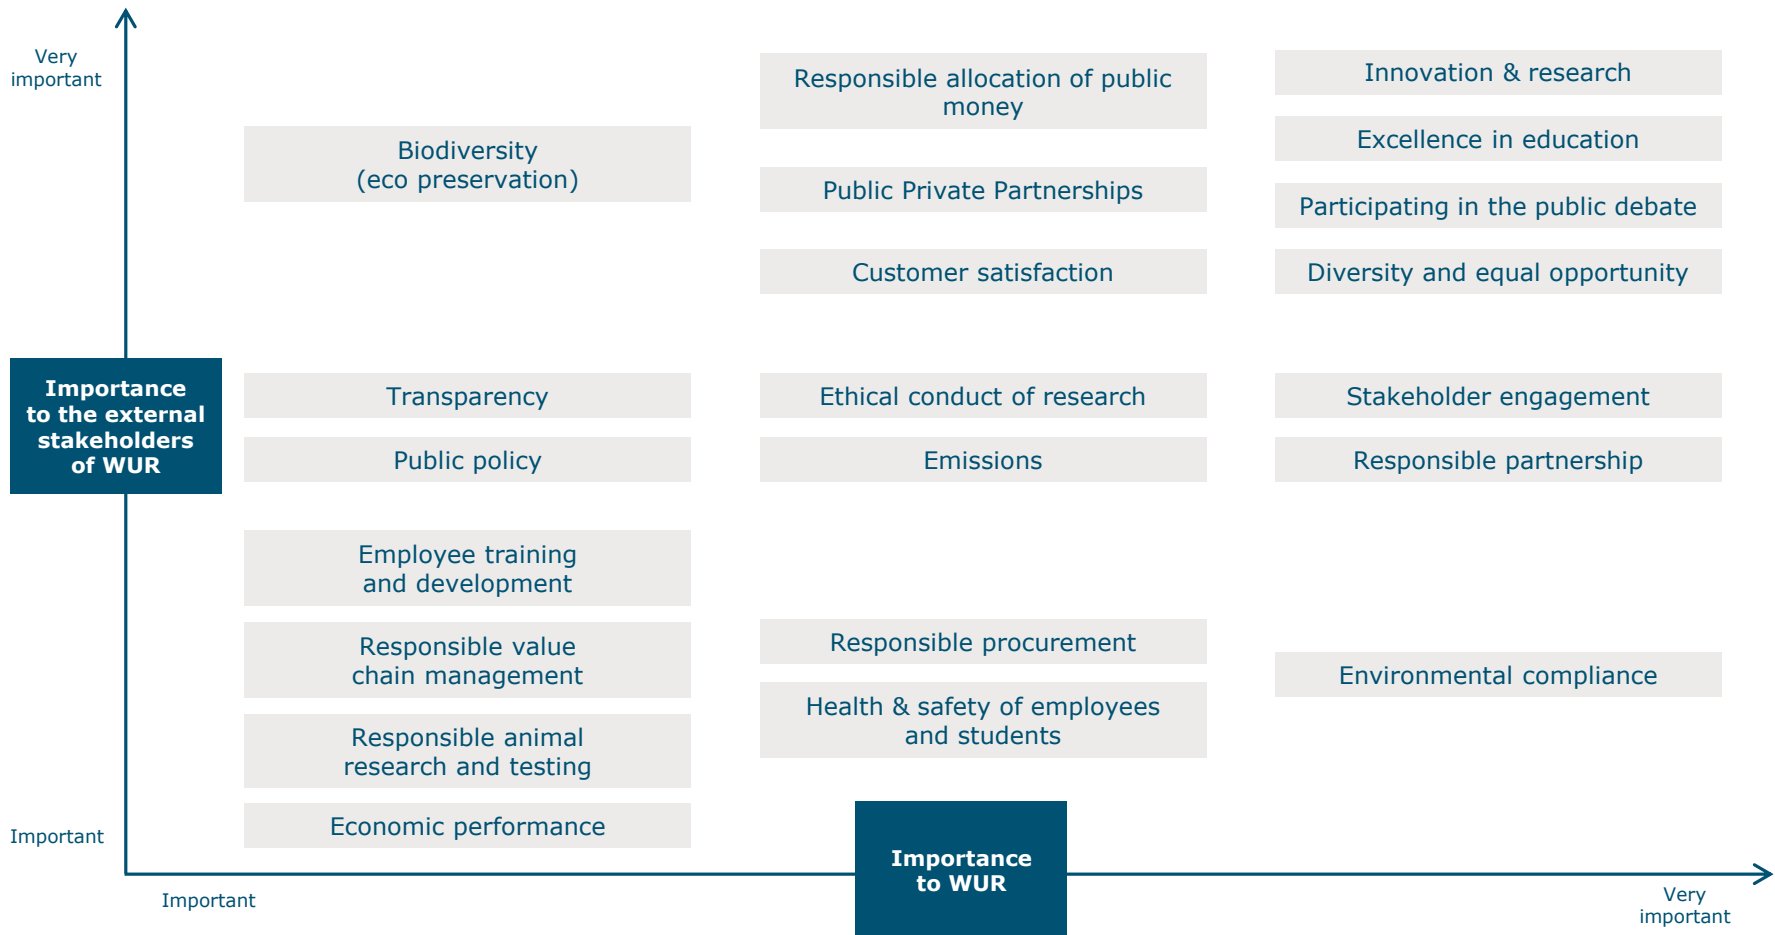 Very
important
Responsible allocation of public
money
Innovation & research
Biodiversity
(eco preservation)
Excellence in education
Public Private Partnerships
Participating in the public debate
Customer satisfaction
Diversity and equal opportunity
Importance
to the external
stakeholders
of WUR
Transparency
Ethical conduct of research
Stakeholder engagement
Public policy
Emissions
Responsible partnership
Employee training
and development
Responsible value
chain management
Responsible procurement
Environmental compliance
Health & safety of employees
and students
Responsible animal
research and testing
Economic performance
Important
Importance
to WUR
Important
Very
important